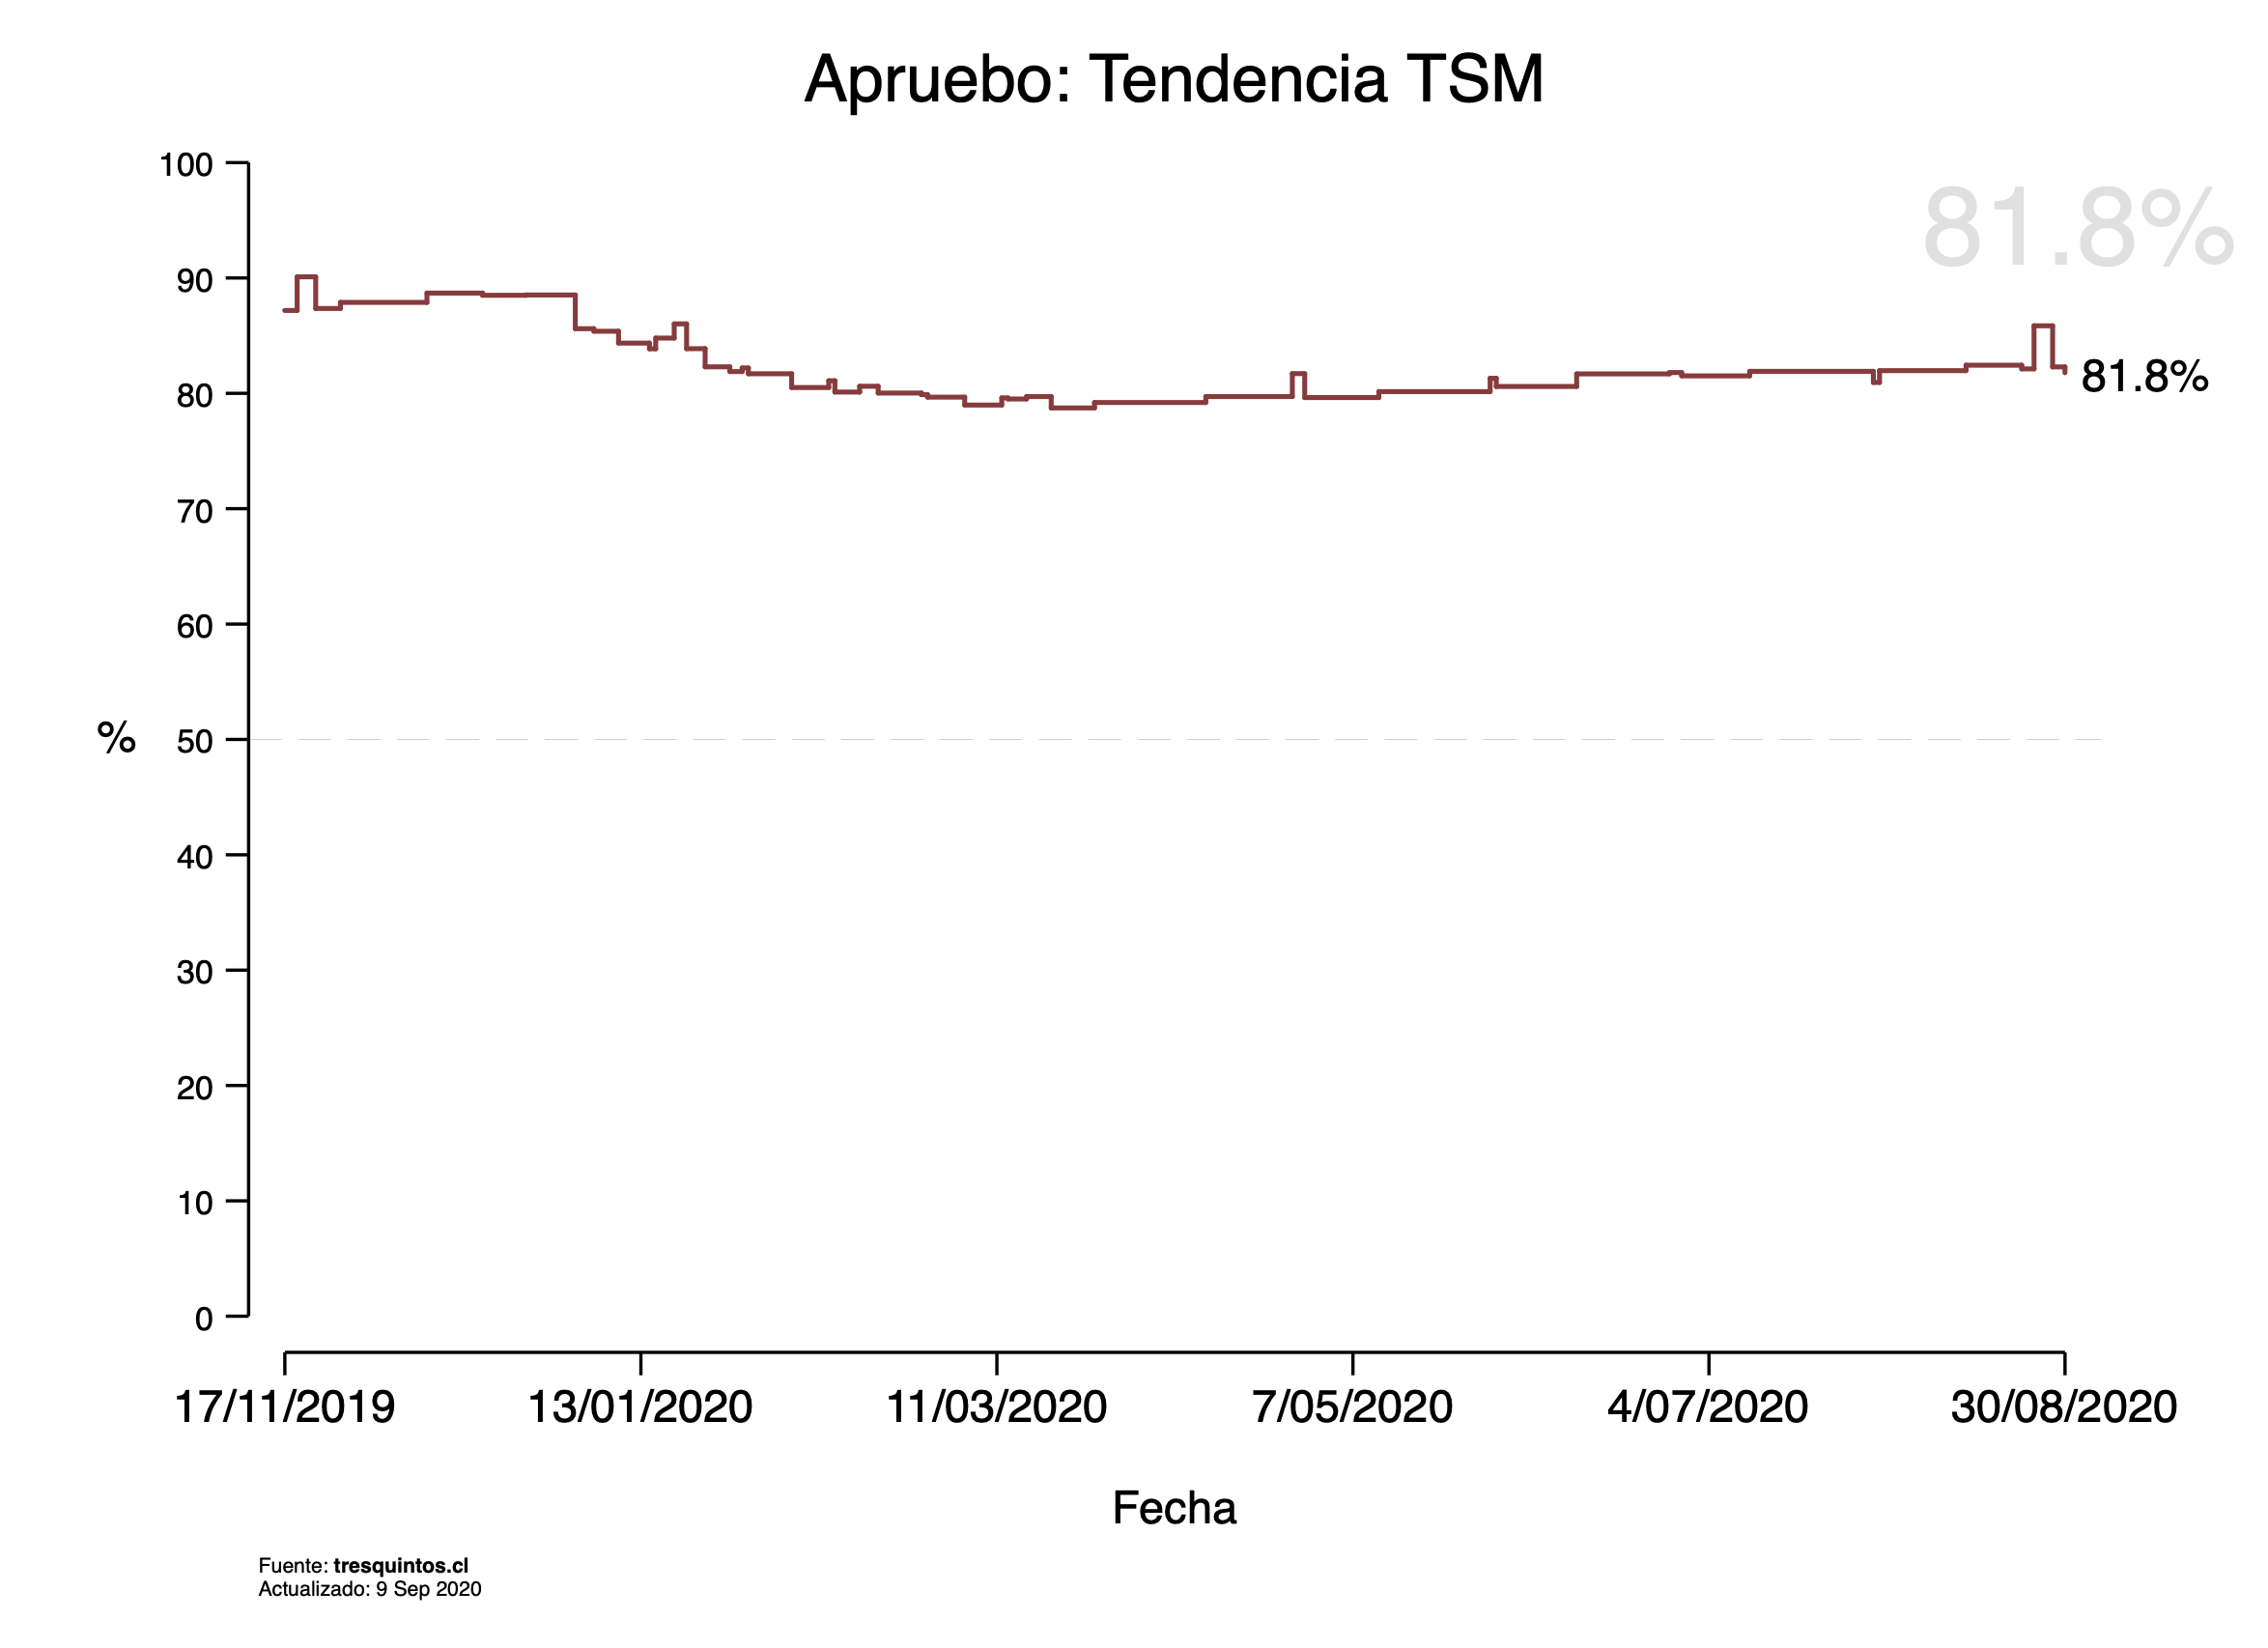 Apruebo: Tendencia TSM
100
81.8%
90
81.8%
80
70
60
% 50
40
30
20
10
0
17/11/2019 13/01/2020 11/03/2020 7/05/2020 4/07/2020 30/08/2020
Fecha
Fuente: tresquintos.cl
Actualizado: 9 Sep 2020